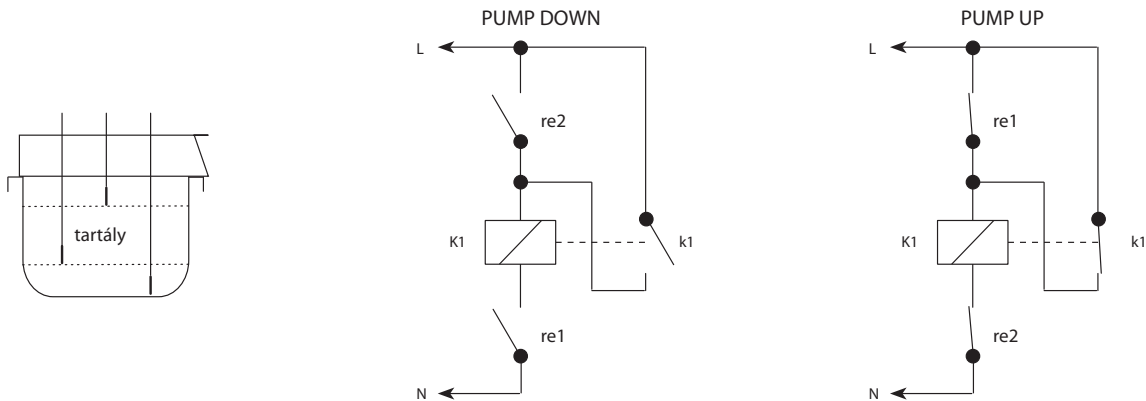 PUMP DOWN
L
re2
K1
k1
re1
N
PUMP UP
L
re1
K1
k1
re2
N
tartály